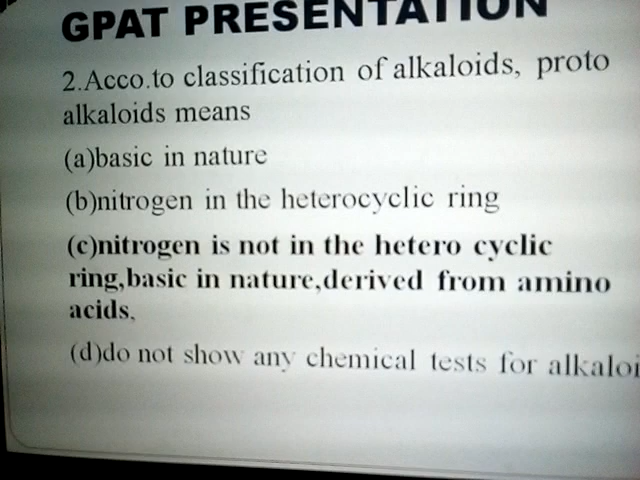 GPAT PRESENTATION
2.Acco.to classification of alkaloids, proto
alkaloids means
(a)basic in nature
(b)nitrogen in the heterocyclic ring
(c)nitrogen is not in the hetero cyclic
ring,basic in nature,derived from amino
acids.
(d)do not show any chemical tests for alkaloi